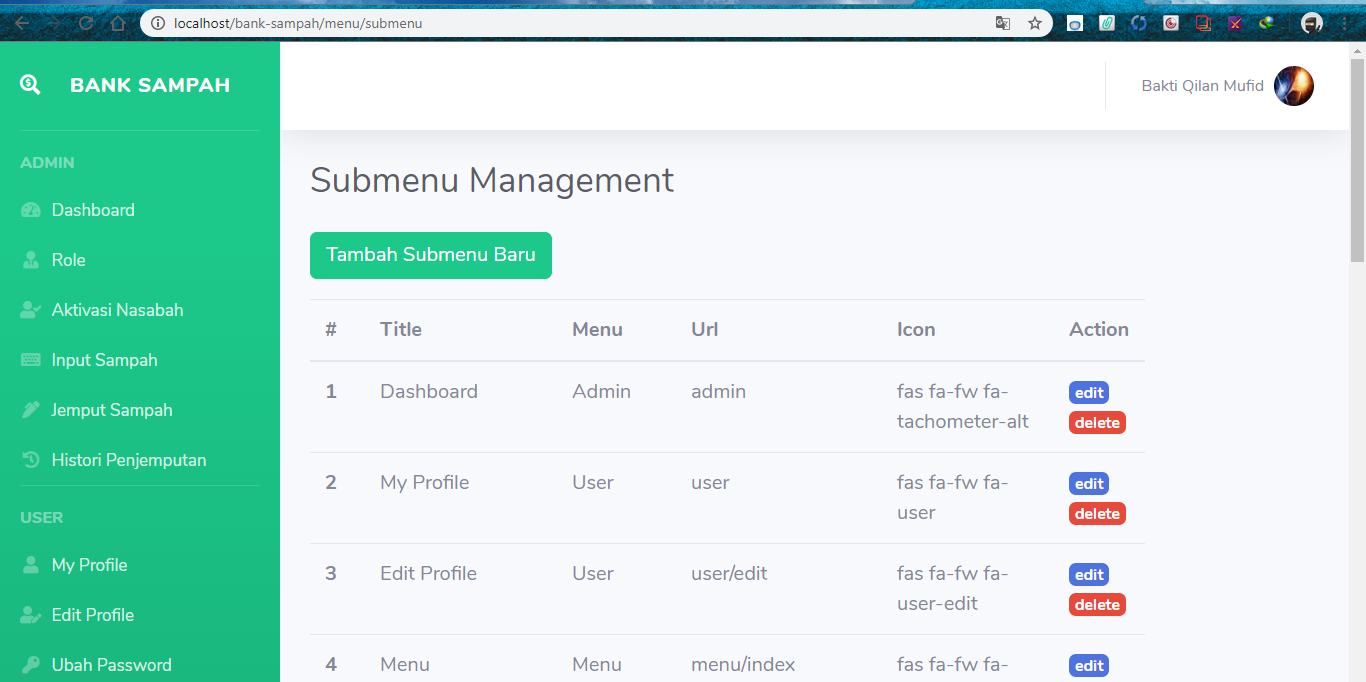 localhost/bank-sampah/menu/submenu
BANK SAMPAH
Bakti Qilan Mufid
ADMIN
Dashboard
Role
Aktivasi Nasabah
Input Sampah
Jemput Sampah
Histori Penjemputan
USER
My Profile
Edit Profile
Ubah Password
Submenu Management
Tambah Submenu Baru
# Title Menu Url Icon Action
1 Dashboard Admin admin fas fa-fw fa- edit
tachometer-alt delete
2 My Profile User user fas fa-fw fa- edit
user delete
3 Edit Profile User user/edit fas fa-fw fa- edit
user-edit delete
4 Menu Menu menu/index fas fa-fw fa- edit